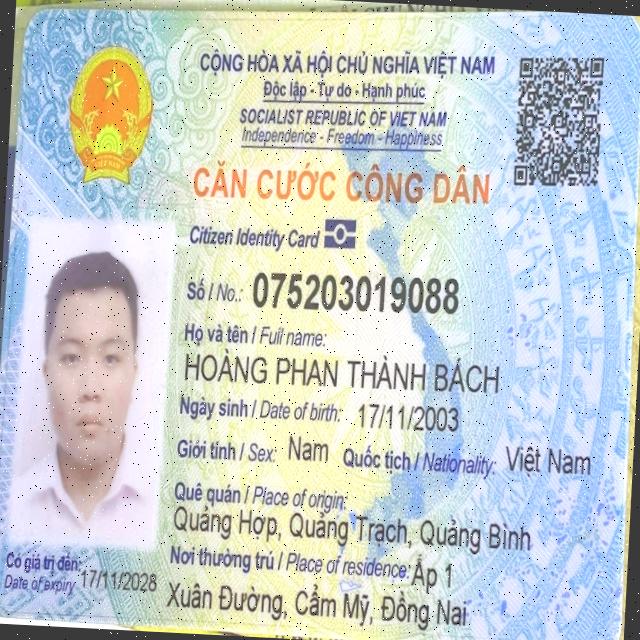 CỘNG HÒA XÃ HỘI CHỦ NGHĨA VIỆT NAM
Độc lập - Tự do - Hạnh phúc
SOCIALIST REPUBLIC OF VIET NAM
Independence - Freedom - Happiness
CĂN CƯỚC CÔNG DÂN
Citizen Identity Card
Số / No.: 075203019088
Họ và tên / Full name:
HOÀNG PHAN THÀNH BÁCH
Ngày sinh / Date of birth: 17/11/2003
Giới tính / Sex: Nam Quốc tịch / Nationality: Việt Nam
Quê quán / Place of origin:
Quảng Hợp, Quảng Trạch, Quảng Bình
Nơi thường trú / Place of residence: Ấp 1
Xuân Đường, Cẩm Mỹ, Đồng Nai
Có giá trị đến: 17/11/2028
Date of expiry